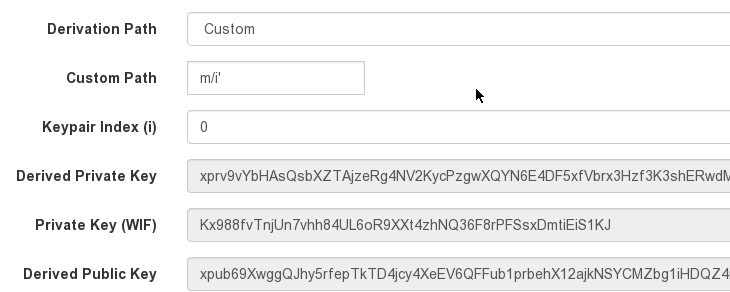 Derivation Path Custom
Custom Path m/i'
Keypair Index (i) 0
Derived Private Key xprv9vYbHAsQsbXZTAjzeRg4NV2KycPzgwXQYN6E4DF5xfVbrx3Hzf3K3shERwdM
Private Key (WIF) Kx988fvTnjUn7vhh84UL6oR9XXt4zhNQ36F8rPFSsxDmtiEiS1KJ
Derived Public Key xpub69XwggQJhy5rfepTkTD4jcy4XeEV6QFFub1prbehX12ajkNSYCMZbg1iHDQZ4